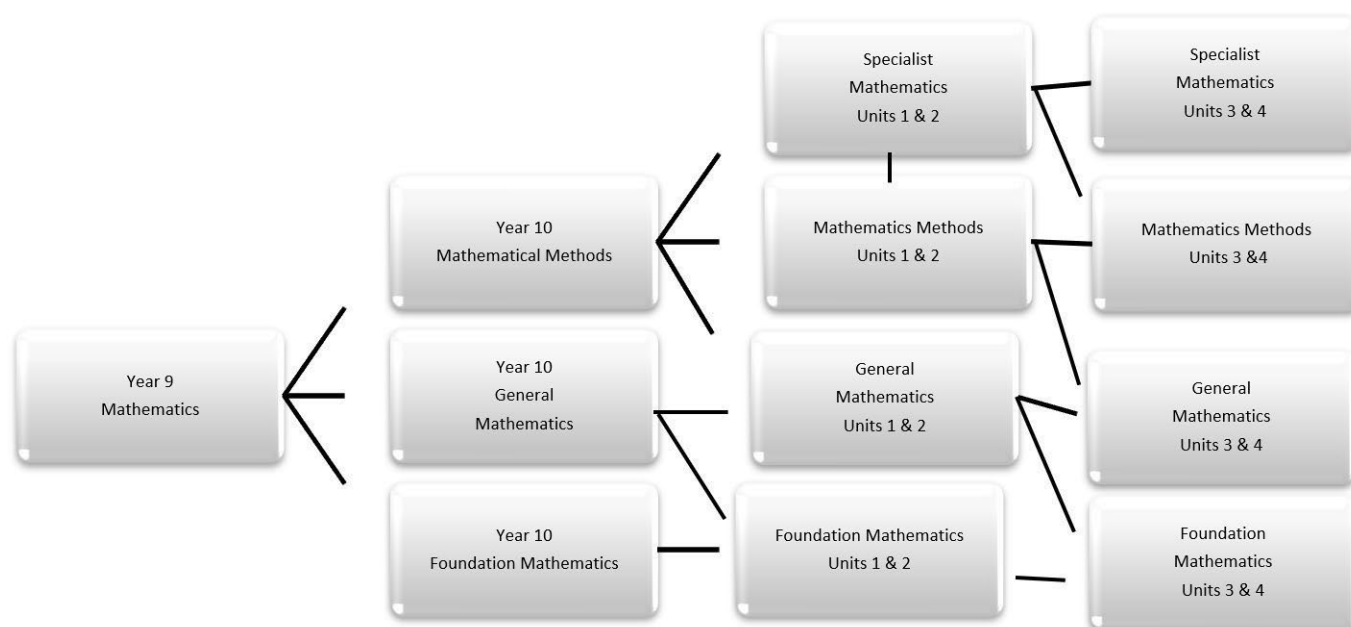 Year 9
Mathematics
Year 10
Mathematical Methods
Year 10
General
Mathematics
Year 10
Foundation Mathematics
Specialist
Mathematics
Units 1 & 2
Mathematics Methods
Units 1 & 2
General
Mathematics
Units 1 & 2
Foundation Mathematics
Units 1 & 2
Specialist
Mathematics
Units 3 & 4
Mathematics Methods
Units 3 &4
General
Mathematics
Units 3 & 4
Foundation
Mathematics
Units 3 & 4